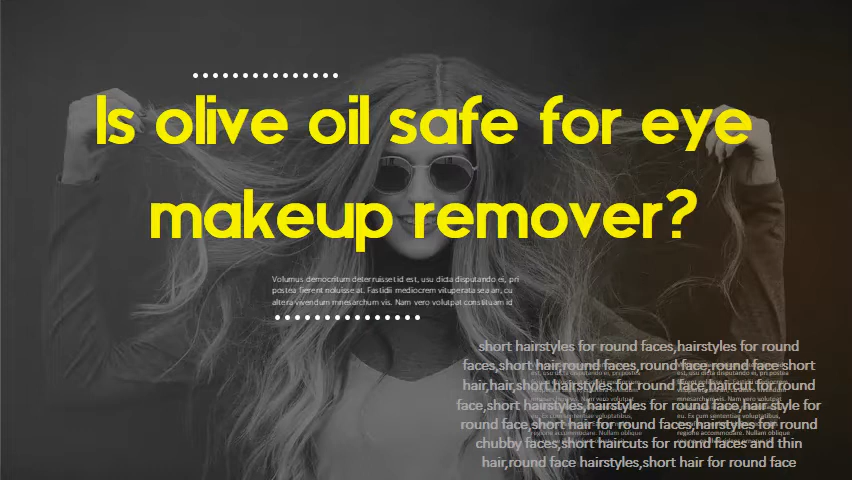 Is olive oil safe for eye
makeup remover?
Volumus democritum deterruisset id est, usu dicta disputando ei, pri
postea fierent noluisse at. Fastidii mediocrem vituperata sea an, cu
altera vivendum mnesarchum vis. Nam vero volutpat constituam id
short hairstyles for round faces,hairstyles for round
faces,short hair,round faces,round face,round face short
hair,hair,short hairstyles for round face,hair cut for round
face,short hairstyles,hairstyles for round face,hair style for
round face,short hair for round faces,hairstyles for round
chubby faces,short haircuts for round faces and thin
hair,round face hairstyles,short hair for round face